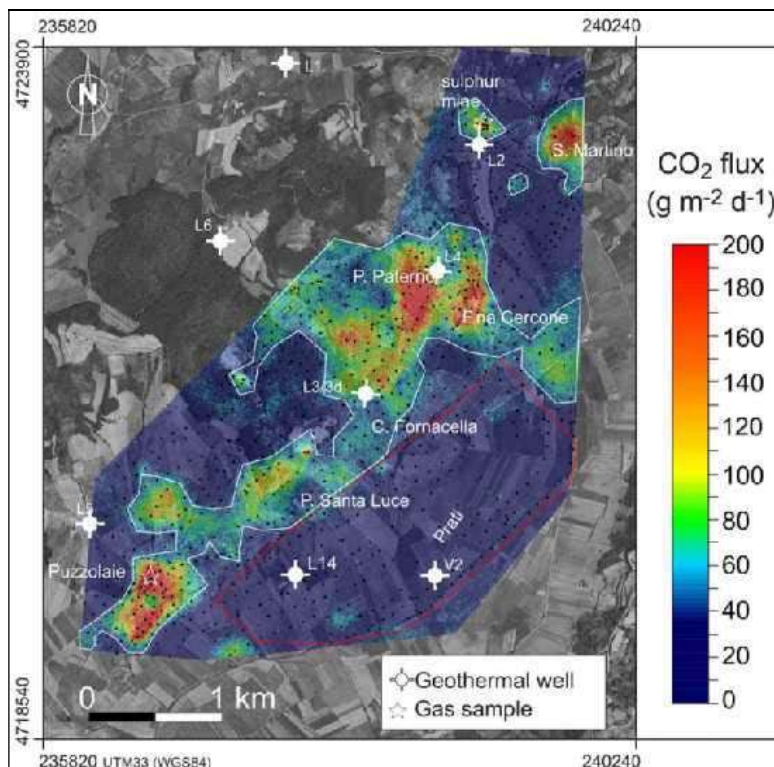 235820
240240
4723900
N
L1
sulphur
mine
L2
S. Martino
L6
L4
P. Paterno
F.na Cercone
L3/3d
C. Fornacella
P. Santa Luce
Prati
L14
V2
Puzzolaie
0 1 km
Geothermal well
Gas sample
4718540
235820 UTM33 (WGS84)
240240
CO2 flux
(g m-2 d-1)
200
180
160
140
120
100
80
60
40
20
0